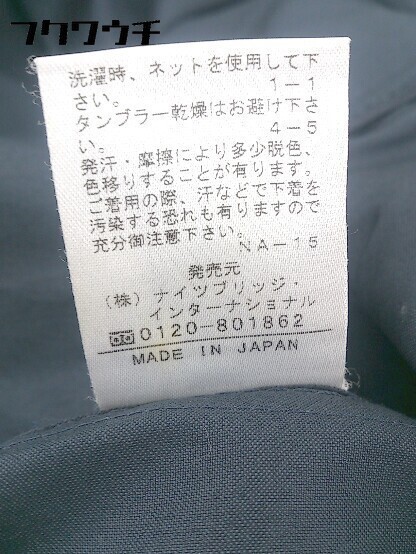 フクウウチ
洗濯時、ネットを使用して下
さい。 1-1
タンブラー乾燥はお避け下さ
い。 4-5
発汗・摩擦により多少脱色、
色移りすることが有ります。
ご着用の際、汗などで下着を
汚染する恐れも有りますので
充分御注意下さい。
NA-15
発売元
(株)ナイツブリッジ・
インターナショナル
0120-801862
MADE IN JAPAN